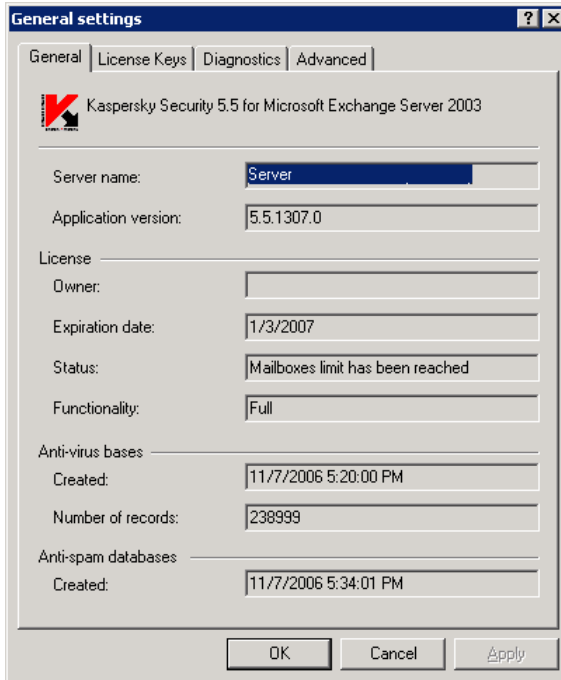 General settings
General License Keys Diagnostics Advanced
Kaspersky Security 5.5 for Microsoft Exchange Server 2003
Server name: Server
Application version: 5.5.1307.0
License
Owner:
Expiration date: 1/3/2007
Status: Mailboxes limit has been reached
Functionality: Full
Anti-virus bases
Created: 11/7/2006 5:20:00 PM
Number of records: 238999
Anti-spam databases
Created: 11/7/2006 5:34:01 PM
OK Cancel Apply